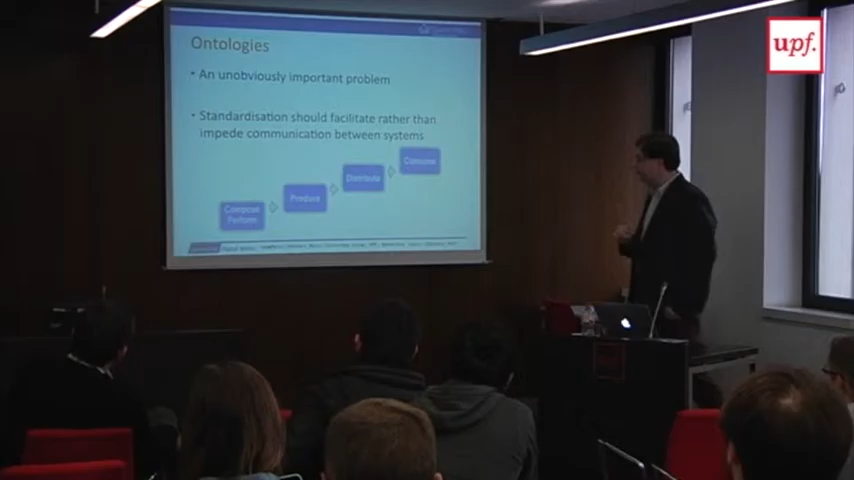 upf.
Ontologies
• An unobviously important problem
• Standardisation should facilitate rather than
impede communication between systems
Consume
Distribute
Produce
Compose
Perform